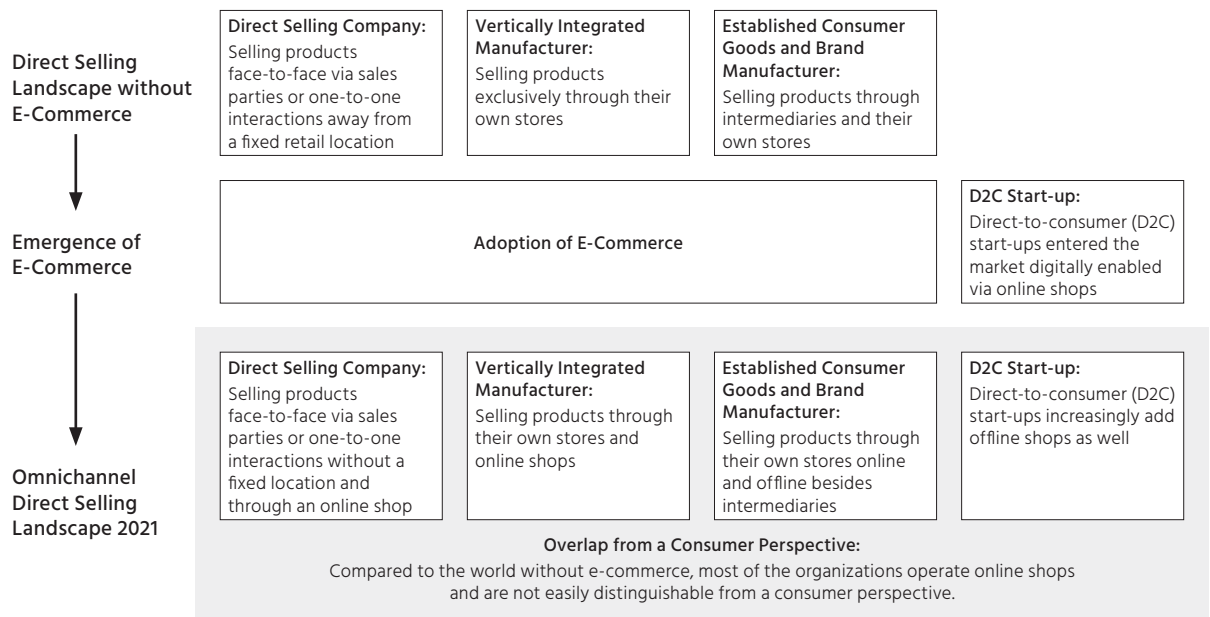 Direct Selling
Landscape without
E-Commerce
Direct Selling Company:
Selling products
face-to-face via sales
parties or one-to-one
interactions away from
a fixed retail location
Vertically Integrated
Manufacturer:
Selling products
exclusively through their
own stores
Established Consumer
Goods and Brand
Manufacturer:
Selling products through
intermediaries and their
own stores
Emergence of
E-Commerce
Adoption of E-Commerce
D2C Start-up:
Direct-to-consumer (D2C)
start-ups entered the
market digitally enabled
via online shops
Omnichannel
Direct Selling
Landscape 2021
Direct Selling Company:
Selling products
face-to-face via sales
parties or one-to-one
interactions without a
fixed location and
through an online shop
Vertically Integrated
Manufacturer:
Selling products through
their own stores and
online shops
Established Consumer
Goods and Brand
Manufacturer:
Selling products through
their own stores online
and offline besides
intermediaries
D2C Start-up:
Direct-to-consumer (D2C)
start-ups increasingly add
offline shops as well
Overlap from a Consumer Perspective:
Compared to the world without e-commerce, most of the organizations operate online shops
and are not easily distinguishable from a consumer perspective.